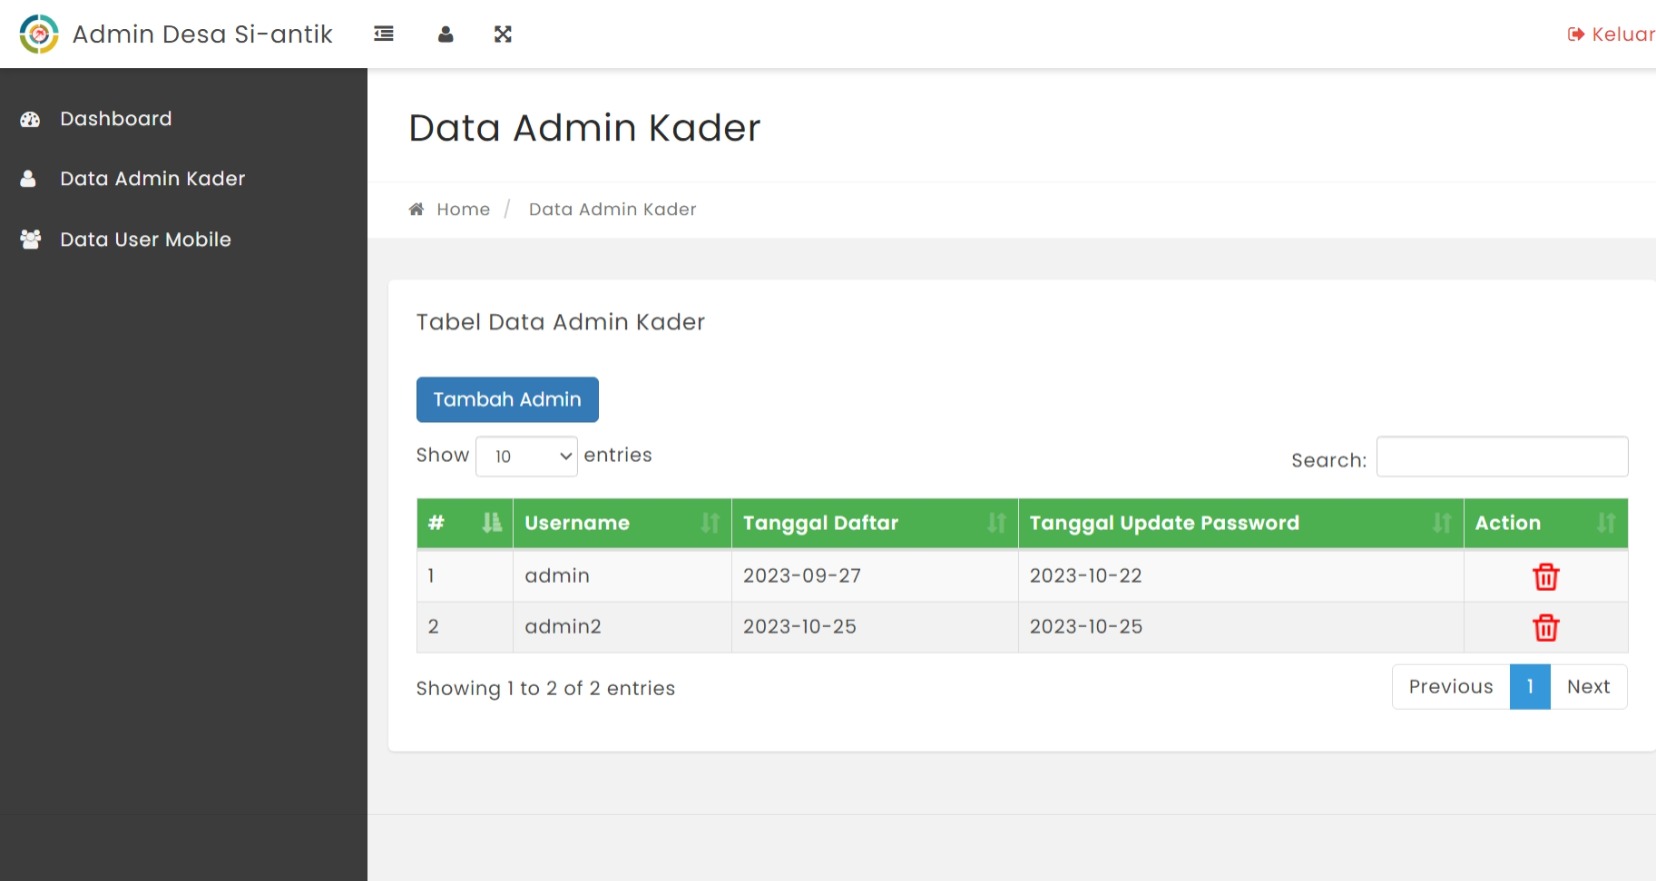 Admin Desa Si-antik
Keluar
Dashboard
Data Admin Kader
Data User Mobile
Data Admin Kader
Home / Data Admin Kader
Tabel Data Admin Kader
Tambah Admin
Show 10 entries
Search:
# Username Tanggal Daftar Tanggal Update Password Action
1 admin 2023-09-27 2023-10-22
2 admin2 2023-10-25 2023-10-25
Showing 1 to 2 of 2 entries
Previous 1 Next